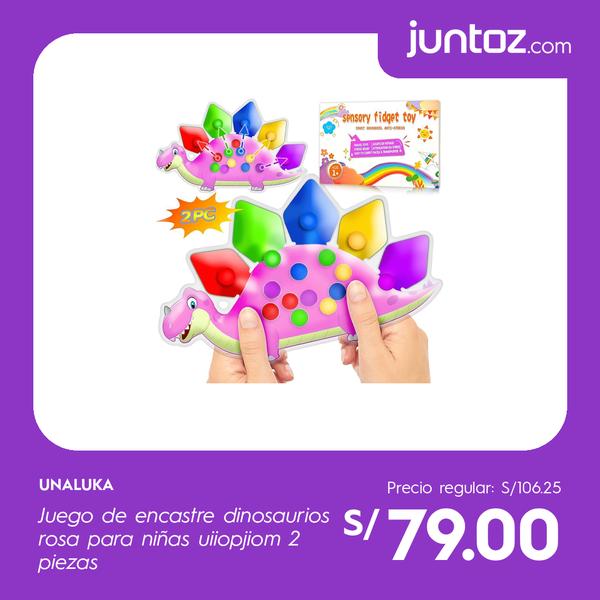 juntoz.com
sensory fidget toy
2PC
1+
UNALUKA
Precio regular: S/106.25
Juego de encastre dinosaurios
rosa para niñas uiiopjiom 2
piezas
S/79.00